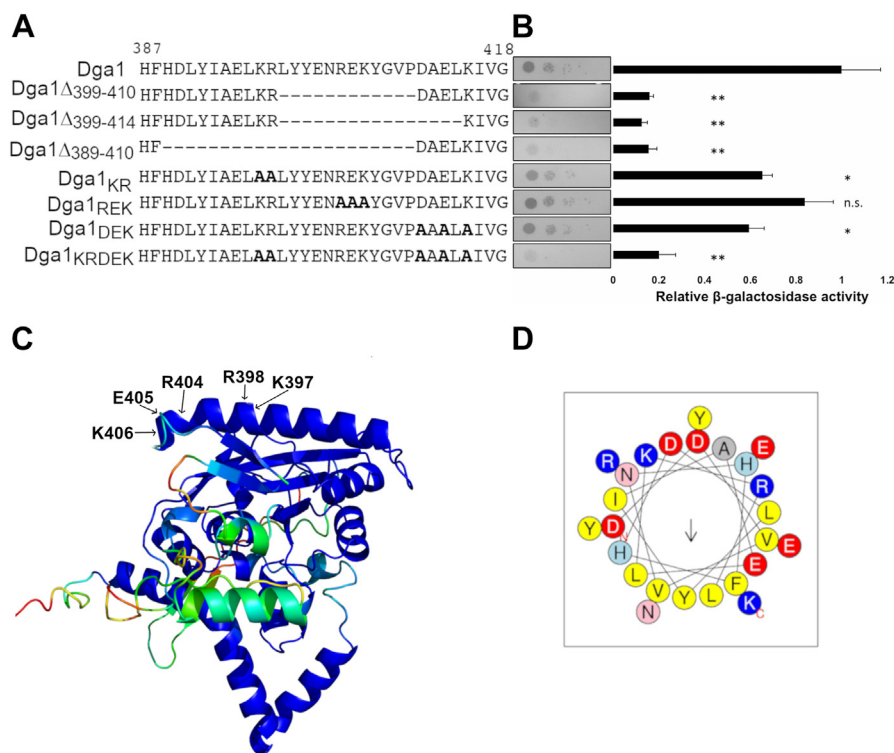 A
B
387 418
Dga1 HFHDLYIAELKRLYYENREKYGVPDAELKIVG
Dga1Δ399-410 HFHDLYIAELKR------------DAELKIVG **
Dga1Δ399-414 HFHDLYIAELKR----------------KIVG **
Dga1Δ389-410 HF----------------------DAELKIVG **
Dga1KR HFHDLYIAELAALYYENREKYGVPDAELKIVG *
Dga1REK HFHDLYIAELKRLYYENAAAYGVPDAELKIVG n.s.
Dga1DEK HFHDLYIAELKRLYYENREKYGVPAAALAIVG *
Dga1KRDEK HFHDLYIAELAALYYENREKYGVPAAALAIVG **
0 0.2 0.4 0.6 0.8 1 1.2
Relative β-galactosidase activity
C
D
R398
R404 K397
E405
K406
Y
D D A
K H E
R N R
I L
Y D V E
H E
L F
V Y L K
N C